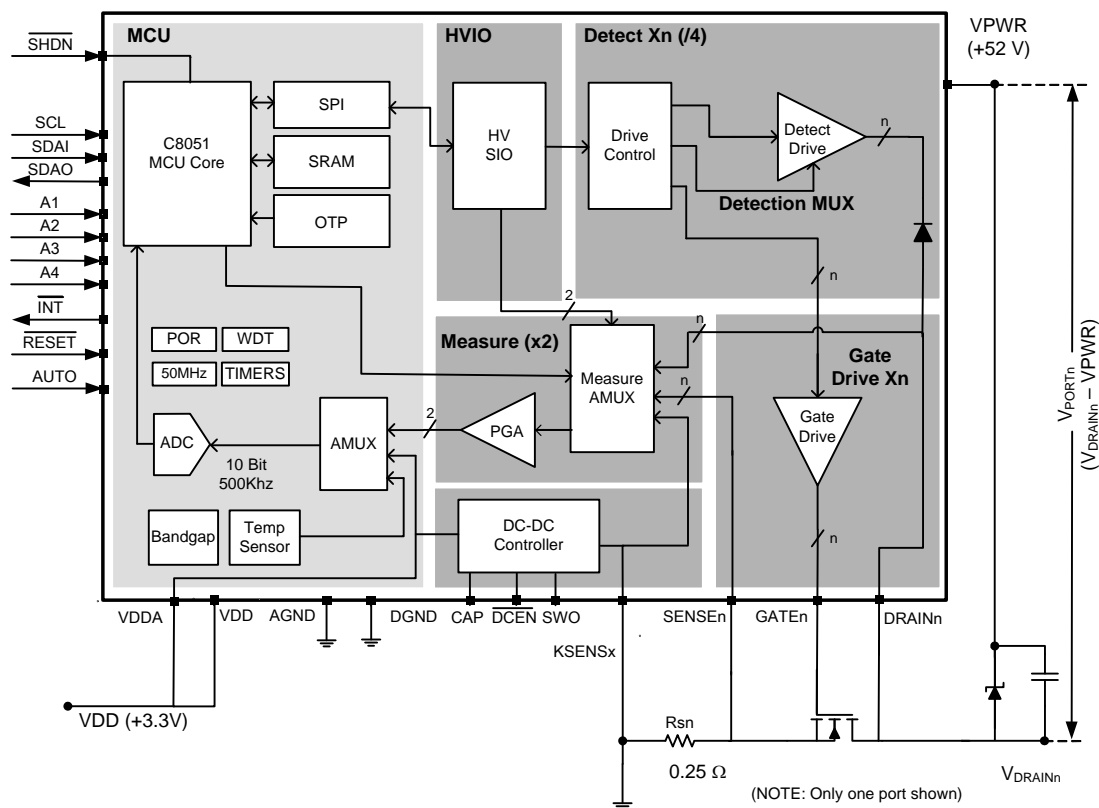 MCU
HVIO
Detect Xn (/4)
VPWR
(+52 V)
SHDN
SCL
SDAI
SDAO
A1
A2
A3
A4
INT
RESET
AUTO
C8051
MCU Core
SPI
SRAM
OTP
HV
SIO
Drive
Control
Detect
Drive
n
Detection MUX
n
2
n
n
POR
WDT
50MHz
TIMERS
Measure (x2)
Measure
AMUX
Gate
Drive Xn
Gate
Drive
n
ADC
10 Bit
500Khz
AMUX
2
PGA
Bandgap
Temp
Sensor
DC-DC
Controller
VPORTn
(VDRAINn – VPWR)
VDDA
VDD
AGND
DGND
CAP
DCEN
SWO
KSENSx
SENSEn
GATEn
DRAINn
VDD (+3.3V)
Rsn
0.25 Ω
(NOTE: Only one port shown)
VDRAINn